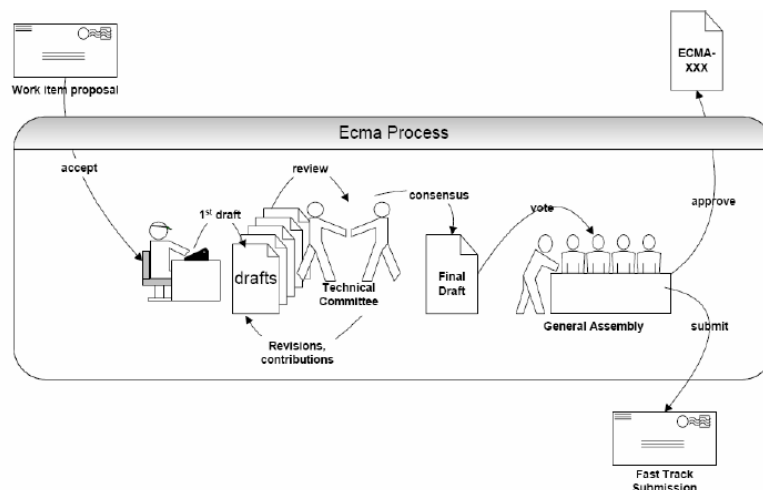 Work item proposal
ECMA-
XXX
Ecma Process
accept
review
consensus
vote
approve
1st draft
drafts
Technical
Committee
Final
Draft
General Assembly
submit
Revisions,
contributions
Fast Track
Submission